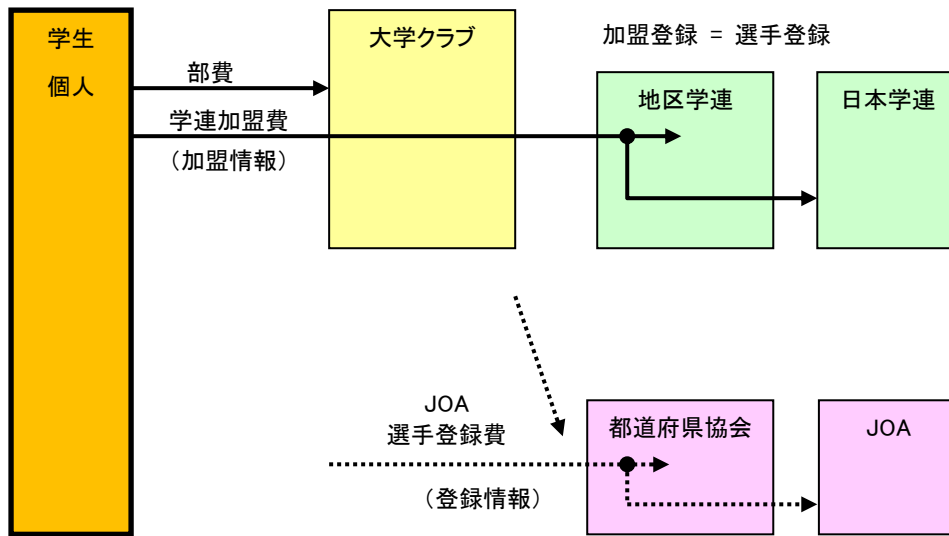 学生
個人
部費
学連加盟費
(加盟情報)
大学クラブ
加盟登録 = 選手登録
地区学連
日本学連
JOA
選手登録費
(登録情報)
都道府県協会
JOA